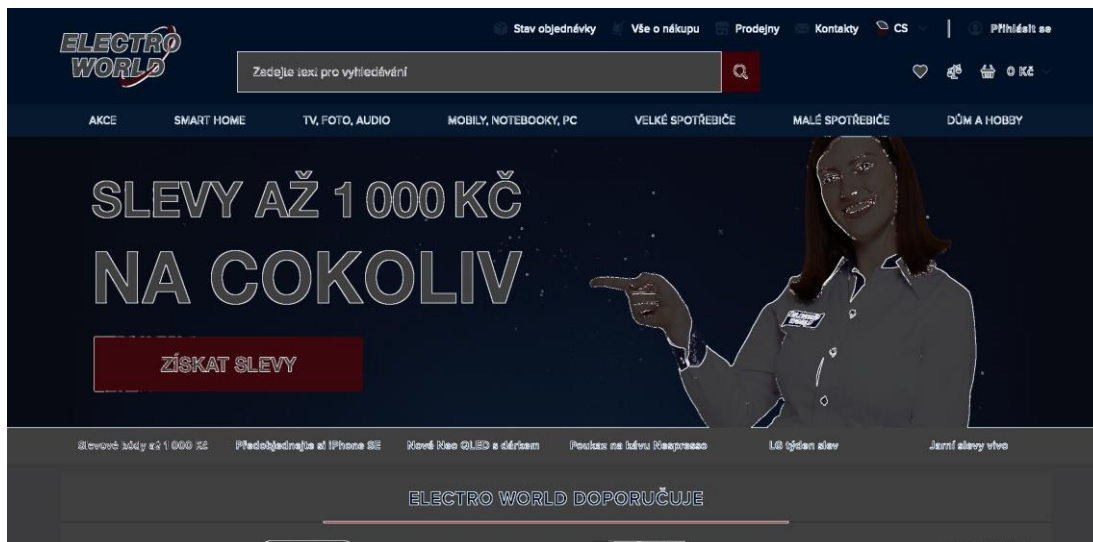 Stav objednávky Vše o nákupu Prodejny Kontakty CS Přihlásit se
ELECTRO
WORLD
Zadejte text pro vyhledávání
0 Kč
AKCE SMART HOME TV, FOTO, AUDIO MOBILY, NOTEBOOKY, PC VELKÉ SPOTŘEBIČE MALÉ SPOTŘEBIČE DŮM A HOBBY
SLEVY AŽ 1 000 KČ
NA COKOLIV
ZÍSKAT SLEVY
Slevové kódy až 1 000 Kč Předobjednejte si iPhone SE Nové Neo QLED s dárkem Poukaz na kávu Nespresso LG týden slev Jarní slevy vivo
ELECTRO WORLD DOPORUČUJE